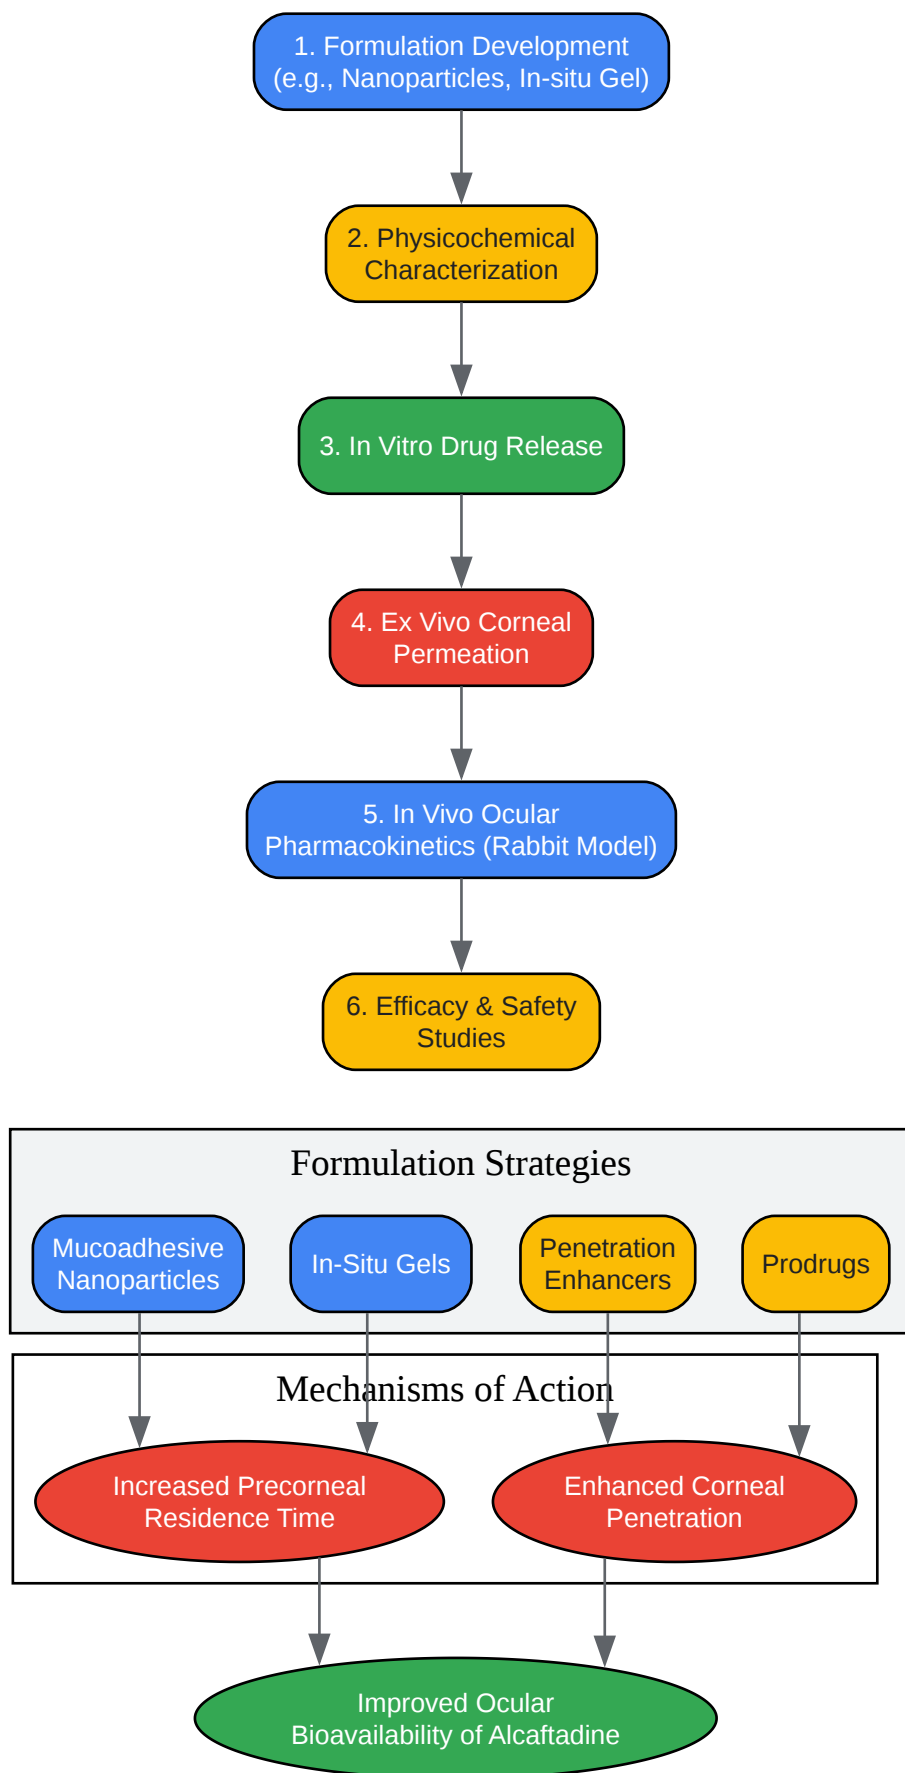 1. Formulation Development
(e.g., Nanoparticles, In-situ Gel)
2. Physicochemical
Characterization
3. In Vitro Drug Release
4. Ex Vivo Corneal
Permeation
5. In Vivo Ocular
Pharmacokinetics (Rabbit Model)
6. Efficacy & Safety
Studies
Formulation Strategies
Mucoadhesive
Nanoparticles
In-Situ Gels
Penetration
Enhancers
Prodrugs
Mechanisms of Action
Increased Precorneal
Residence Time
Enhanced Corneal
Penetration
Improved Ocular
Bioavailability of Alcaftadine